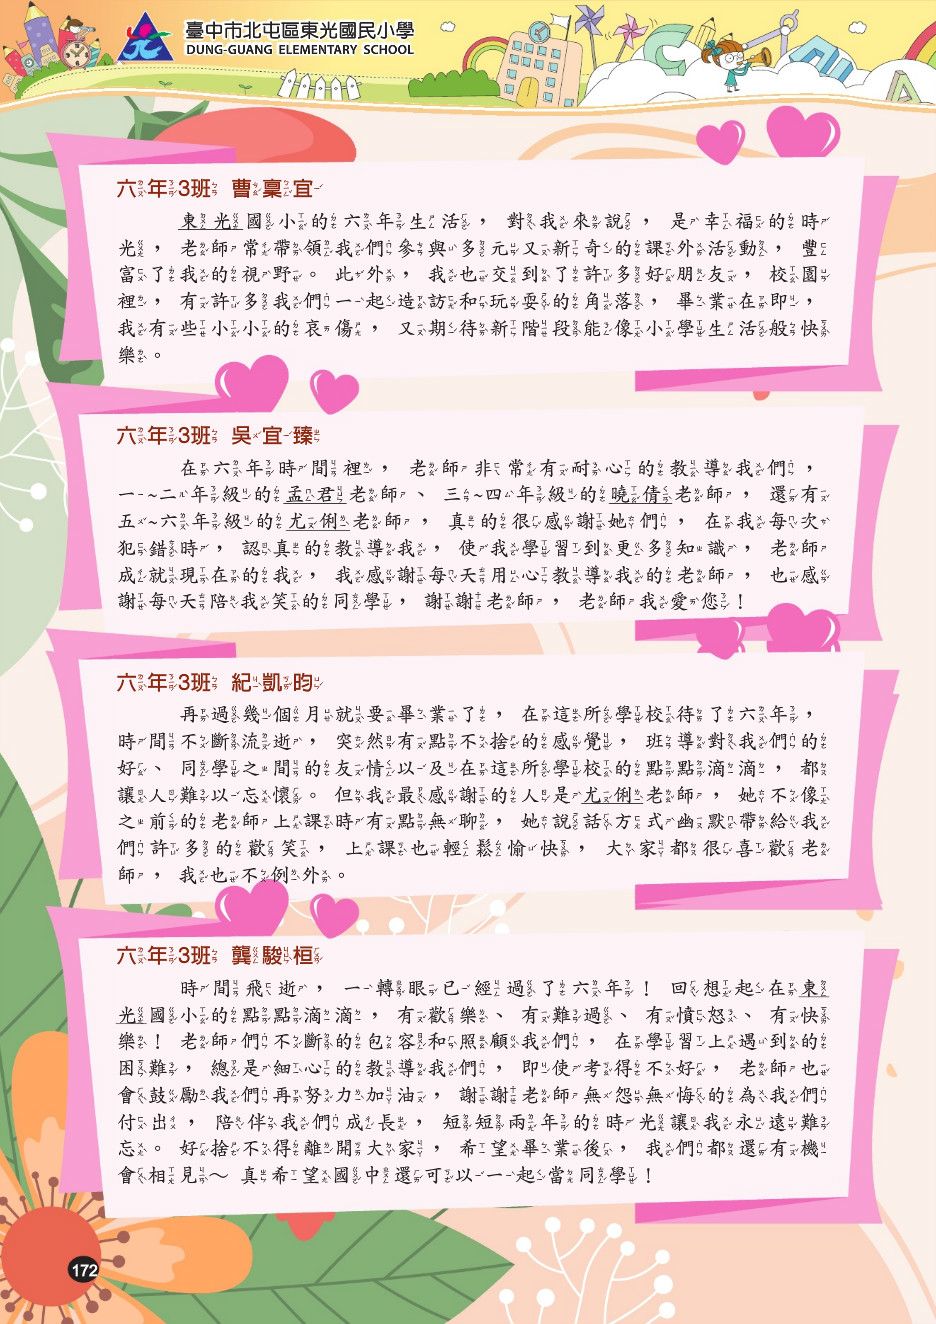 臺中市北屯區東光國民小學
DUNG-GUANG ELEMENTARY SCHOOL
六年3班 曹稟宜
東光國小的六年生活，對我來說，是幸福的時
光，老師常帶領我們參與多元又新奇的課外活動，豐
富了我的視野。此外，我也交到了許多好朋友，校園
裡，有許多我們一起造訪和玩耍的角落，畢業在即，
我有些小小的哀傷，又期待新階段能像小學生活般快
樂。
六年3班 吳宜臻
在六年時間裡，老師非常有耐心的教導我們，
一~二年級的孟君老師、三~四年級的曉倩老師，還有
五~六年級的尤俐老師，真的很感謝她們，在我每次
犯錯時，認真的教導我，使我學習到更多知識，老師
成就現在的我，我感謝每天用心教導我的老師，也感
謝每天陪我笑的同學，謝謝老師，老師我愛您！
六年3班 紀凱昀
再過幾個月就要畢業了，在這所學校待了六年，
時間不斷流逝，突然有點不捨的感覺，班導對我們的
好、同學之間的友情以及在這所學校的點點滴滴，都
讓人難以忘懷。但我最感謝的人是尤俐老師，她不像
之前的老師上課時有點無聊，她說話方式幽默帶給我
們許多的歡笑，上課也輕鬆愉快，大家都很喜歡老
師，我也不例外。
六年3班 龔駿桓
時間飛逝，一轉眼已經過了六年！回想起在東
光國小的點點滴滴，有歡樂、有難過、有憤怒、有快
樂！老師們不斷的包容和照顧我們，在學習上遇到的
困難，總是細心的教導我們，即使考得不好，老師也
會鼓勵我們再努力加油，謝謝老師無怨無悔的為我們
付出，陪伴我們成長，短短兩年的時光讓我永遠難
忘。好捨不得離開大家，希望畢業後，我們都還有機
會相見～真希望國中還可以一起當同學！
172